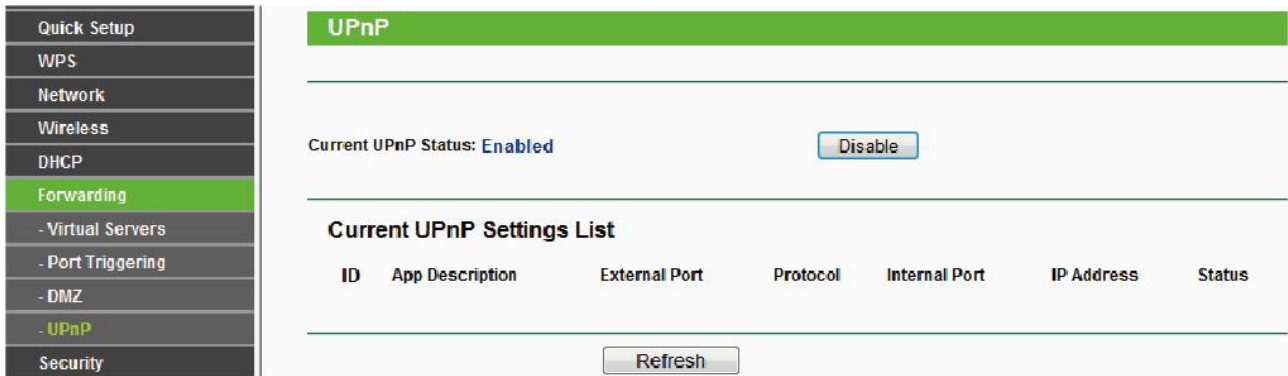 Quick Setup
WPS
Network
Wireless
DHCP
Forwarding
- Virtual Servers
- Port Triggering
- DMZ
- UPnP
Security
UPnP
Current UPnP Status: Enabled Disable
Current UPnP Settings List
ID App Description External Port Protocol Internal Port IP Address Status
Refresh